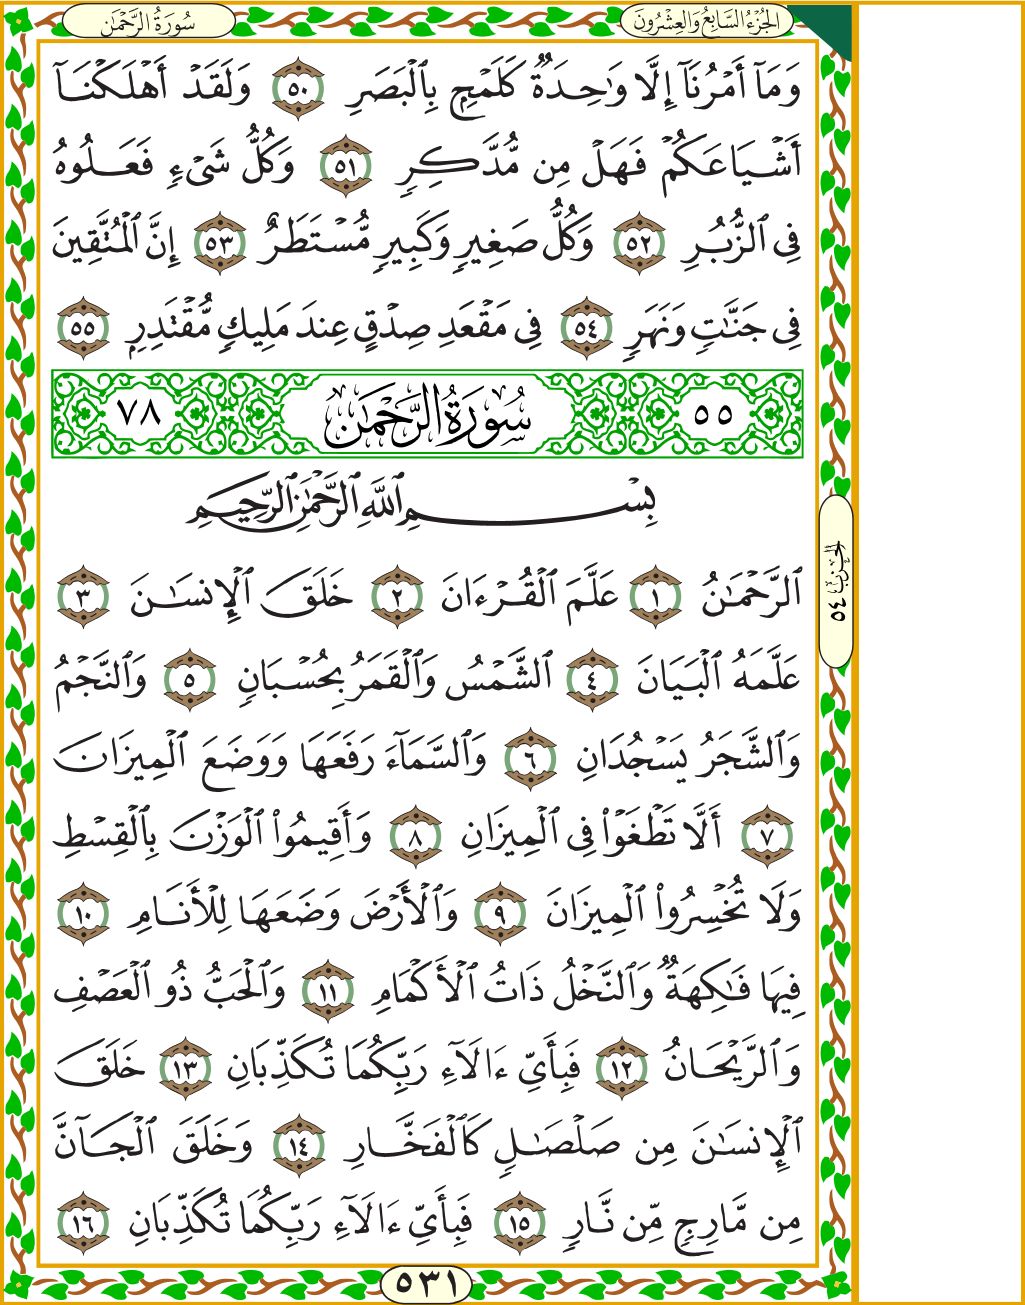 الجُزْءُ السَّابِعُ وَالعِشْرُونَ
سُورَةُ الرَّحْمَٰن
وَمَآ أَمْرُنَآ إِلَّا وَٰحِدَةٌ كَلَمْحٍۭ بِٱلْبَصَرِ ٥٠ وَلَقَدْ أَهْلَكْنَآ
أَشْيَاعَكُمْ فَهَلْ مِن مُّدَّكِرٍ ٥١ وَكُلُّ شَىْءٍ فَعَلُوهُ
فِى ٱلزُّبُرِ ٥٢ وَكُلُّ صَغِيرٍ وَكَبِيرٍ مُّسْتَطَرٌ ٥٣ إِنَّ ٱلْمُتَّقِينَ
فِى جَنَّٰتٍ وَنَهَرٍ ٥٤ فِى مَقْعَدِ صِدْقٍ عِندَ مَلِيكٍ مُّقْتَدِرٍۭ ٥٥
٥٥ سُورَةُ الرَّحْمَٰن ٧٨
بِسْمِ ٱللَّهِ ٱلرَّحْمَٰنِ ٱلرَّحِيمِ
ٱلرَّحْمَٰنُ ١ عَلَّمَ ٱلْقُرْءَانَ ٢ خَلَقَ ٱلْإِنسَٰنَ ٣
عَلَّمَهُ ٱلْبَيَانَ ٤ ٱلشَّمْسُ وَٱلْقَمَرُ بِحُسْبَانٍ ٥ وَٱلنَّجْمُ
وَٱلشَّجَرُ يَسْجُدَانِ ٦ وَٱلسَّمَآءَ رَفَعَهَا وَوَضَعَ ٱلْمِيزَانَ
٧ أَلَّا تَطْغَوْا۟ فِى ٱلْمِيزَانِ ٨ وَأَقِيمُوا۟ ٱلْوَزْنَ بِٱلْقِسْطِ
وَلَا تُخْسِرُوا۟ ٱلْمِيزَانَ ٩ وَٱلْأَرْضَ وَضَعَهَا لِلْأَنَامِ ١٠
فِيهَا فَٰكِهَةٌ وَٱلنَّخْلُ ذَاتُ ٱلْأَكْمَامِ ١١ وَٱلْحَبُّ ذُو ٱلْعَصْفِ
وَٱلرَّيْحَانُ ١٢ فَبِأَىِّ ءَالَآءِ رَبِّكُمَا تُكَذِّبَانِ ١٣ خَلَقَ
ٱلْإِنسَٰنَ مِن صَلْصَٰلٍ كَٱلْفَخَّارِ ١٤ وَخَلَقَ ٱلْجَآنَّ
مِن مَّارِجٍ مِّن نَّارٍ ١٥ فَبِأَىِّ ءَالَآءِ رَبِّكُمَا تُكَذِّبَانِ ١٦
الحِزْبُ ٥٤
٥٣١